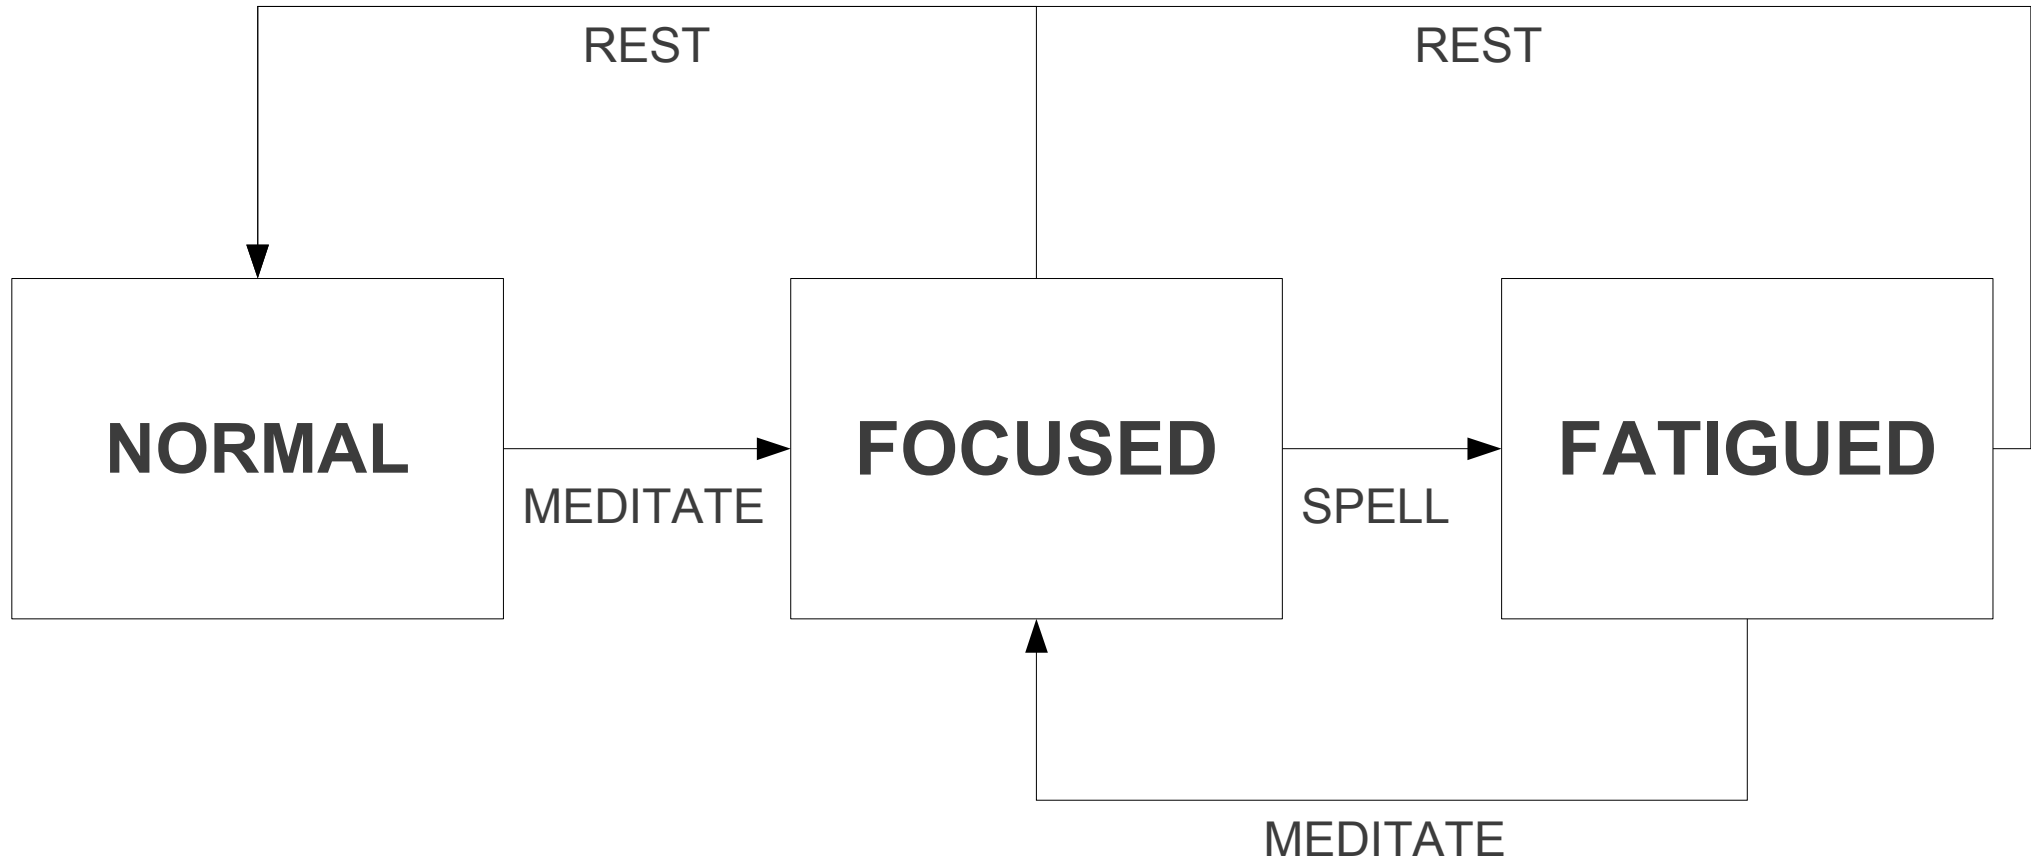 REST
REST
NORMAL
FOCUSED
FATIGUED
MEDITATE
SPELL
MEDITATE